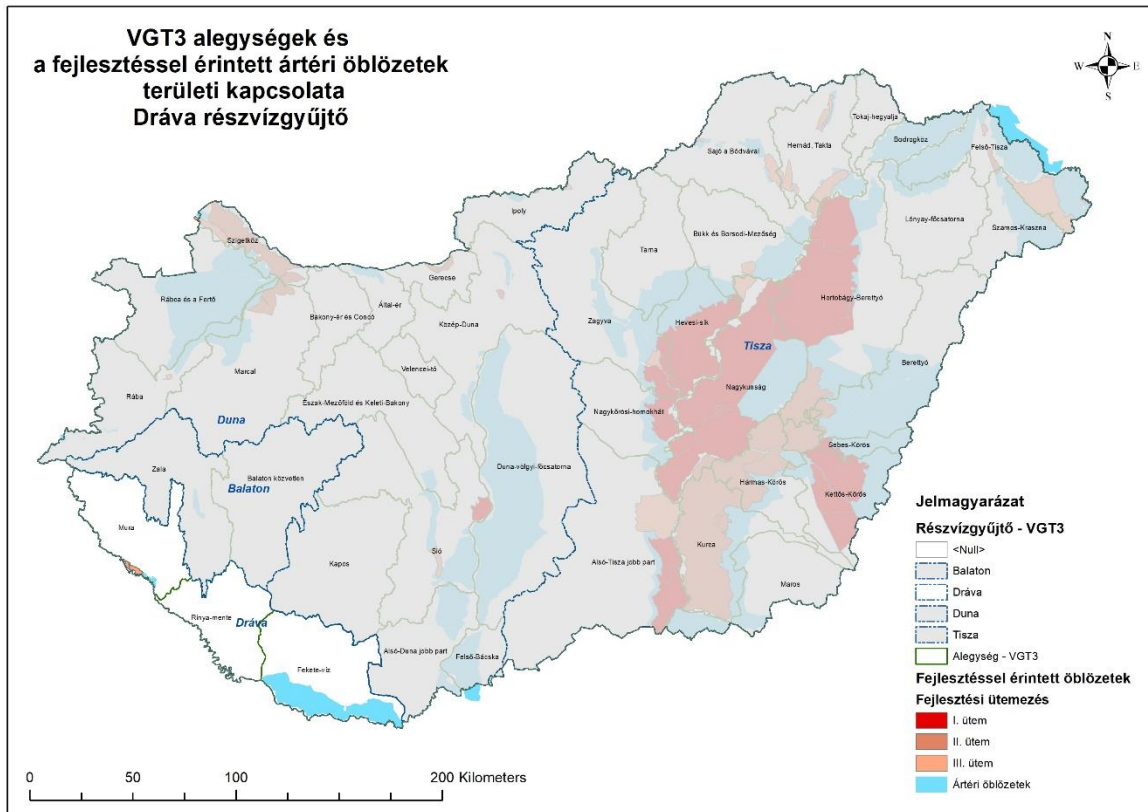 VGT3 alegységek és
a fejlesztéssel érintett ártéri öblözetek
területi kapcsolata
Dráva részvízgyűjtő
N
W E
S
Tokaj-hegyalja
Bodrogköz
Hernád, Takta
Sajó a Bódvával
Felső-Tisza
Ipoly
Lónyay-főcsatorna
Szamos-Kraszna
Bükk és Borsodi-Mezőség
Tarna
Szigetköz
Gerecse
Általi-ér
Rábca és a Fertő
Hortobágy-Berettyó
Bakony-ér és Concó
Közép-Duna
Zagyva
Hevesi-sík
Tisza
Berettyó
Velencei-tó
Marcal
Nagykunság
Rába
Észak-Mezőföld és Keleti-Bakony
Nagykőrösi-homokhát
Duna
Sebes-Körös
Zala
Balaton közvetlen
Duna-völgyi-főcsatorna
Balaton
Hármas-Körös
Kettős-Körös
Mura
Kurca
Sió
Kapos
Alsó-Tisza jobb part
Maros
Rinya-mente
Dráva
Alsó-Duna jobb part
Felső-Bácska
Fekete-víz
Jelmagyarázat
Részvízgyűjtő - VGT3
<Null>
Balaton
Dráva
Duna
Tisza
Alegység - VGT3
Fejlesztéssel érintett öblözetek
Fejlesztési ütemezés
I. ütem
II. ütem
III. ütem
Ártéri öblözetek
0 50 100 200 Kilometers